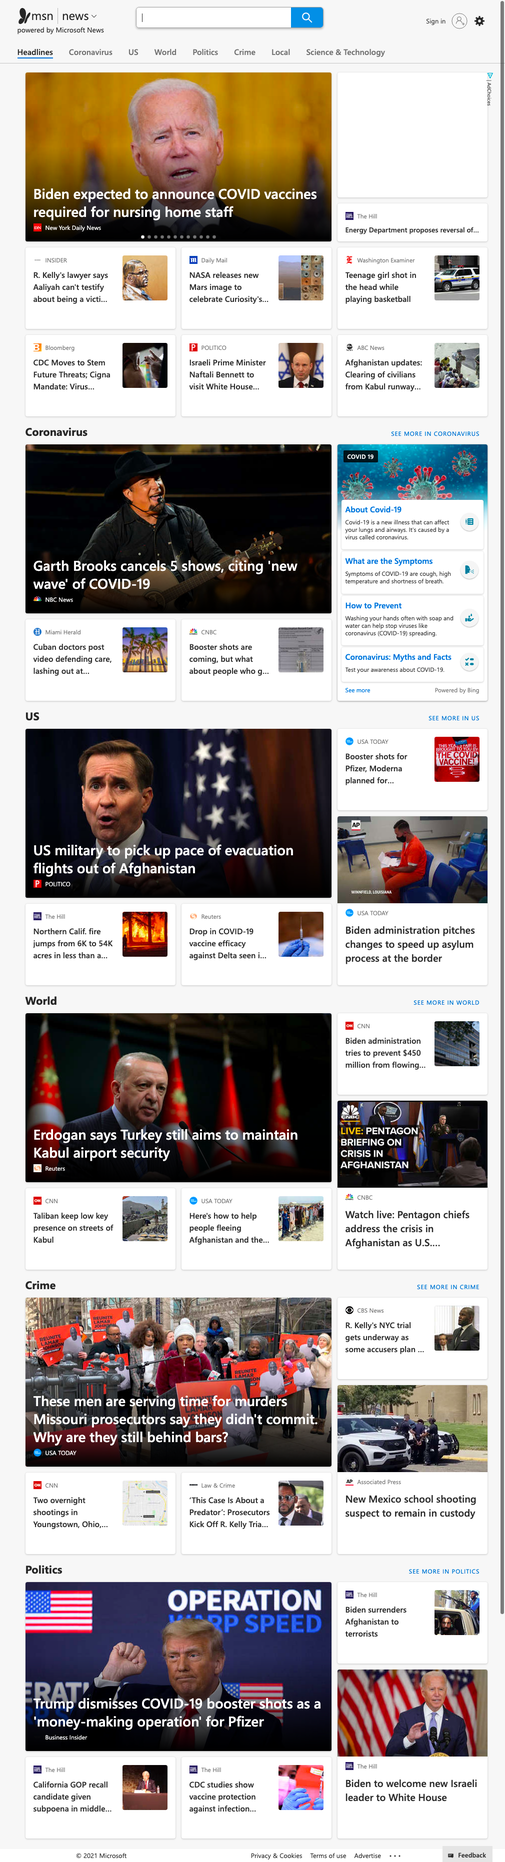 msn | news
powered by Microsoft News
Sign in
Headlines Coronavirus US World Politics Crime Local Science & Technology
Biden expected to announce COVID vaccines
required for nursing home staff
New York Daily News
AdChoices
The Hill
Energy Department proposes reversal of...
INSIDER
R. Kelly's lawyer says
Aaliyah can't testify
about being a victi...
Daily Mail
NASA releases new
Mars image to
celebrate Curiosity's...
Washington Examiner
Teenage girl shot in
the head while
playing basketball
Bloomberg
CDC Moves to Stem
Future Threats; Cigna
Mandate: Virus...
POLITICO
Israeli Prime Minister
Naftali Bennett to
visit White House...
ABC News
Afghanistan updates:
Clearing of civilians
from Kabul runway...
Coronavirus
SEE MORE IN CORONAVIRUS
Garth Brooks cancels 5 shows, citing 'new
wave' of COVID-19
NBC News
COVID 19
About Covid-19
Covid-19 is a new illness that can affect
your lungs and airways. It's caused by a
virus called coronavirus.
What are the Symptoms
Symptoms of COVID-19 are cough, high
temperature and shortness of breath.
How to Prevent
Washing your hands often with soap and
water can help stop viruses like
coronavirus (COVID-19) spreading.
Coronavirus: Myths and Facts
Test your awareness about COVID-19.
See more
Powered by Bing
Miami Herald
Cuban doctors post
video defending care,
lashing out at...
CNBC
Booster shots are
coming, but what
about people who g...
US
SEE MORE IN US
US military to pick up pace of evacuation
flights out of Afghanistan
POLITICO
USA TODAY
Booster shots for
Pfizer, Moderna
planned for...
THE COVID
VACCINE!
AP
WINNFIELD, LOUISIANA
USA TODAY
Biden administration pitches
changes to speed up asylum
process at the border
The Hill
Northern Calif. fire
jumps from 6K to 54K
acres in less than a...
Reuters
Drop in COVID-19
vaccine efficacy
against Delta seen i...
World
SEE MORE IN WORLD
Erdogan says Turkey still aims to maintain
Kabul airport security
Reuters
CNN
Biden administration
tries to prevent $450
million from flowing...
CNBC
LIVE: PENTAGON
BRIEFING ON
CRISIS IN
AFGHANISTAN
CNBC
Watch live: Pentagon chiefs
address the crisis in
Afghanistan as U.S....
CNN
Taliban keep low key
presence on streets of
Kabul
USA TODAY
Here's how to help
people fleeing
Afghanistan and the...
Crime
SEE MORE IN CRIME
REUNITE
LAMAR
JOHNSON
These men are serving time for murders
Missouri prosecutors say they didn't commit.
Why are they still behind bars?
USA TODAY
CBS News
R. Kelly's NYC trial
gets underway as
some accusers plan ...
AP Associated Press
New Mexico school shooting
suspect to remain in custody
CNN
Two overnight
shootings in
Youngstown, Ohio,...
Law & Crime
'This Case Is About a
Predator': Prosecutors
Kick Off R. Kelly Tria...
Politics
SEE MORE IN POLITICS
OPERATION
WARP SPEED
Trump dismisses COVID-19 booster shots as a
'money-making operation' for Pfizer
Business Insider
The Hill
Biden surrenders
Afghanistan to
terrorists
The Hill
Biden to welcome new Israeli
leader to White House
The Hill
California GOP recall
candidate given
subpoena in middle...
The Hill
CDC studies show
vaccine protection
against infection...
© 2021 Microsoft
Privacy & Cookies Terms of use Advertise ...
Feedback